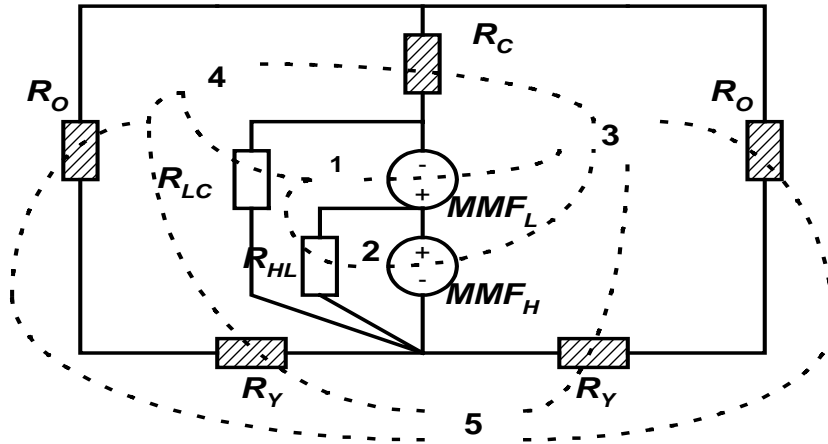 R_C
4
R_O
R_O
3
1
-
R_LC
+
MMF_L
R_HL
2
+
-
MMF_H
R_Y
R_Y
5